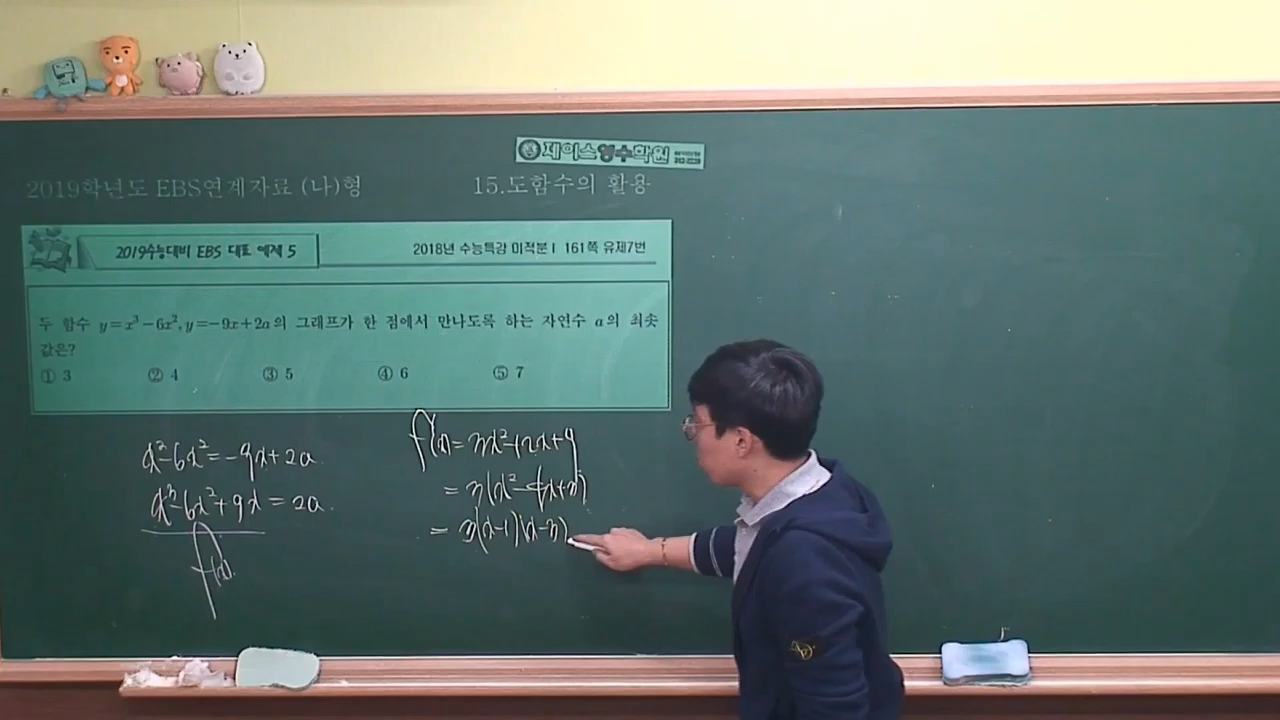 제이스영수학원
2019학년도 EBS연계자료 (나)형
15.도함수의 활용
2019수능대비 EBS 대표 예제 5
2018년 수능특강 미적분Ⅰ 161쪽 유제7번
두 함수 y=x³-6x², y=-9x+2a의 그래프가 한 점에서 만나도록 하는 자연수 a의 최솟
값은?
① 3 ② 4 ③ 5 ④ 6 ⑤ 7
x³-6x²=-9x+2a
x³-6x²+9x=2a.
f(x).
f'(x)=3x²-12x+9
=3(x²-4x+3)
=3(x-1)(x-3)